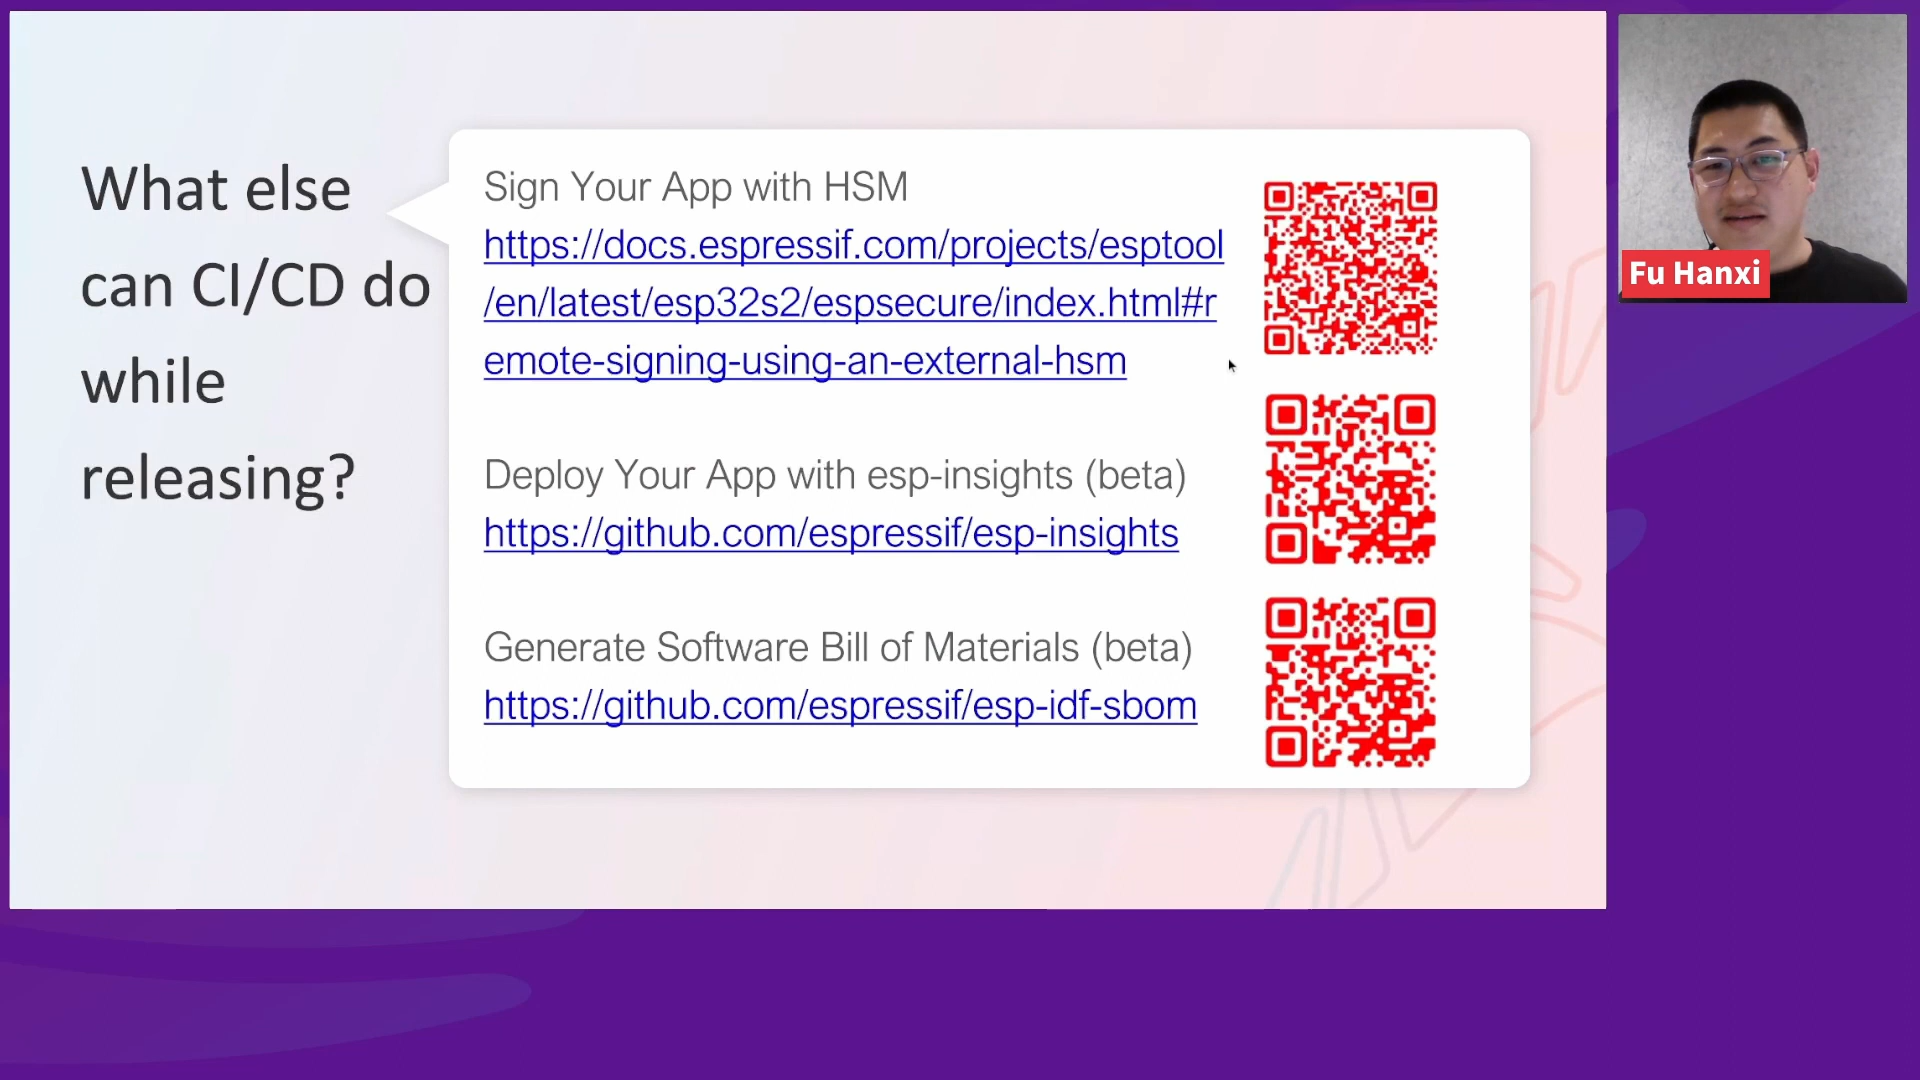 What else
can CI/CD do
while
releasing?
Sign Your App with HSM
https://docs.espressif.com/projects/esptool
/en/latest/esp32s2/espsecure/index.html#r
emote-signing-using-an-external-hsm
Deploy Your App with esp-insights (beta)
https://github.com/espressif/esp-insights
Generate Software Bill of Materials (beta)
https://github.com/espressif/esp-idf-sbom
Fu Hanxi